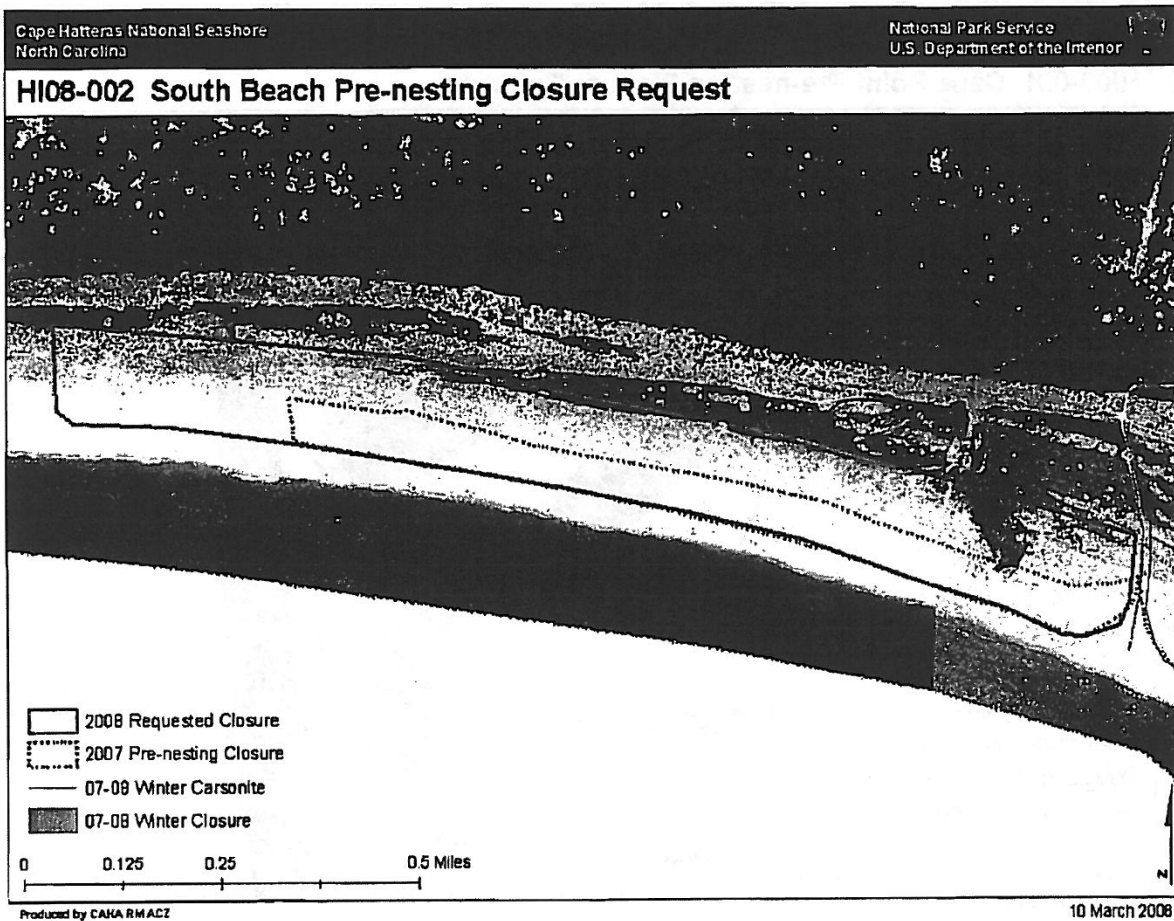 Cape Hatteras National Seashore
North Carolina
National Park Service
U.S. Department of the Interior
HI08-002 South Beach Pre-nesting Closure Request
2008 Requested Closure
2007 Pre-nesting Closure
07-08 Winter Carsonite
07-08 Winter Closure
0 0.125 0.25 0.5 Miles
N
Produced by CAHA RM ACZ
10 March 2008